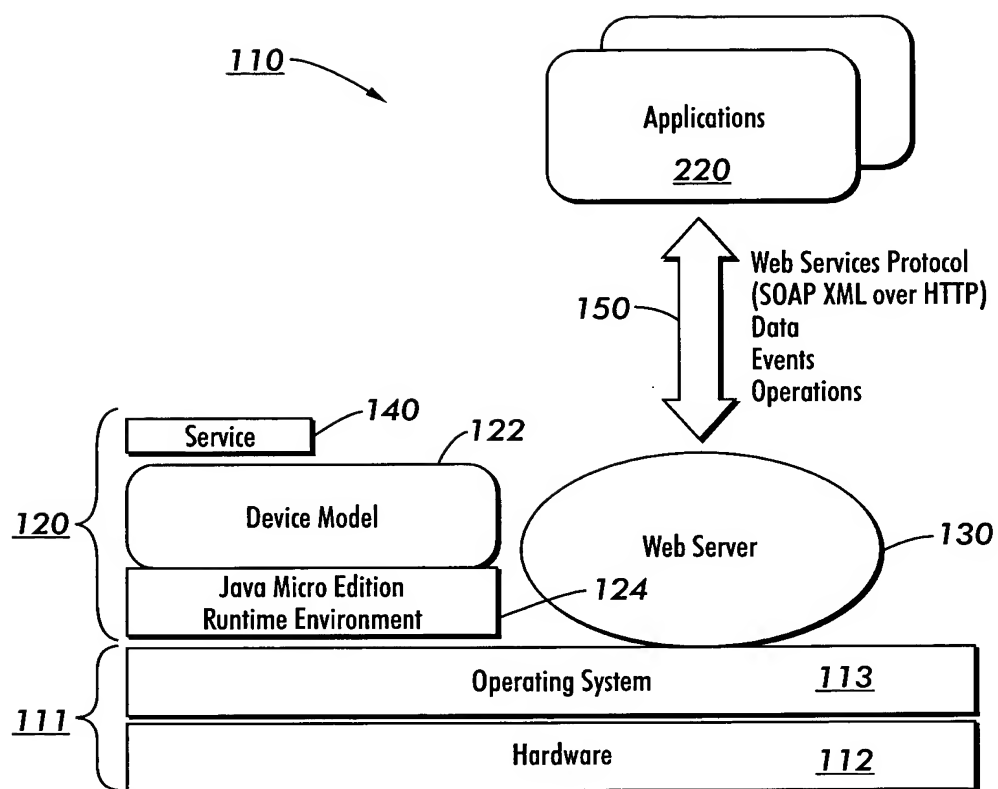 110
Applications
220
150
Web Services Protocol
(SOAP XML over HTTP)
Data
Events
Operations
140
Service
122
120
Device Model
Web Server
130
Java Micro Edition
Runtime Environment
124
111
Operating System
113
Hardware
112